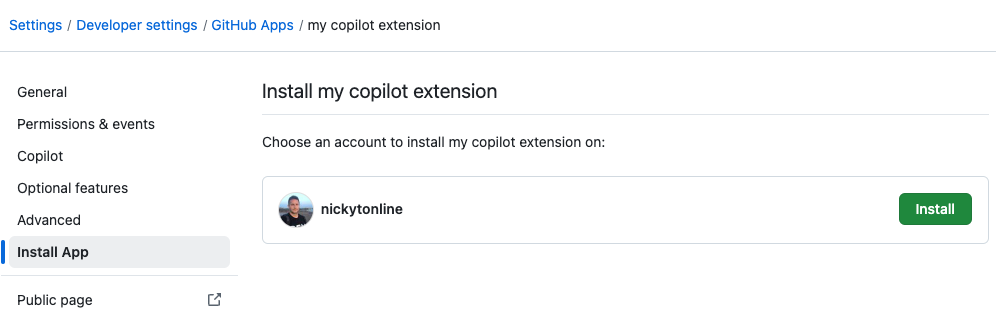 Settings / Developer settings / GitHub Apps / my copilot extension
General
Permissions & events
Copilot
Optional features
Advanced
Install App
Public page
Install my copilot extension
Choose an account to install my copilot extension on:
nickytonline
Install